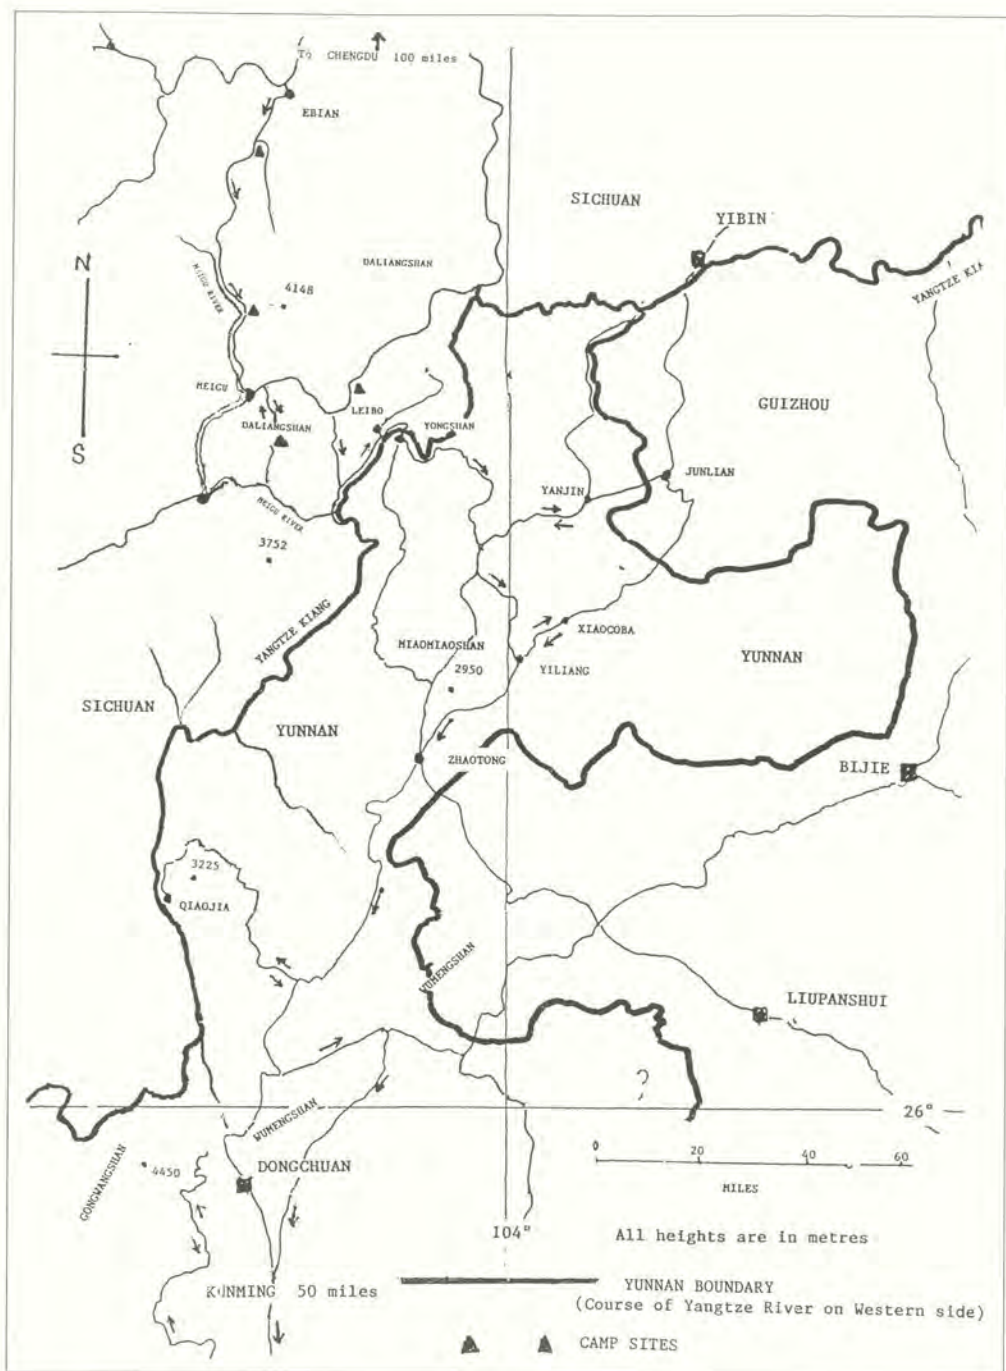 To CHENGDU 100 miles
EBIAN
SICHUAN
YIBIN
N
DALIANGSHAN
MEIGU RIVER
4148
YANGTZE KIA
MEIGU
LEIBO
GUIZHOU
DALIANGSHAN
YONGSHAN
S
JUNLIAN
YANJIN
MEIGU RIVER
3752
YANGTZE KIANG
XIAOCOBA
MIAOMIAOSHAN
YILIANG
YUNNAN
2950
SICHUAN
YUNNAN
ZHAOTONG
BIJIE
3225
QIAOJIA
WUMENGSHAN
LIUPANSHUI
?
26°
WUMENGSHAN
0 20 40 60
MILES
DONGCHUAN
4450
GONGWANGSHAN
104°
All heights are in metres
KUNMING 50 miles
YUNNAN BOUNDARY
(Course of Yangtze River on Western side)
CAMP SITES